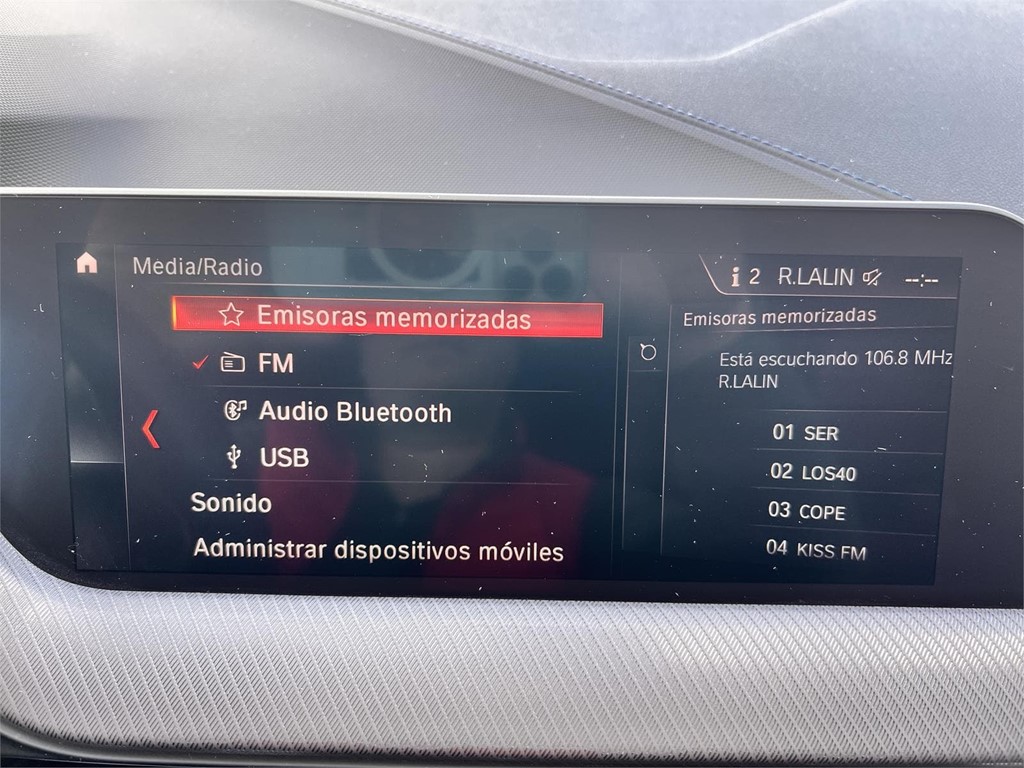 Media/Radio
Emisoras memorizadas
FM
Audio Bluetooth
USB
Sonido
Administrar dispositivos móviles
2 R.LALIN --:--
Emisoras memorizadas
Está escuchando 106.8 MHz
R.LALIN
01 SER
02 LOS40
03 COPE
04 KISS FM